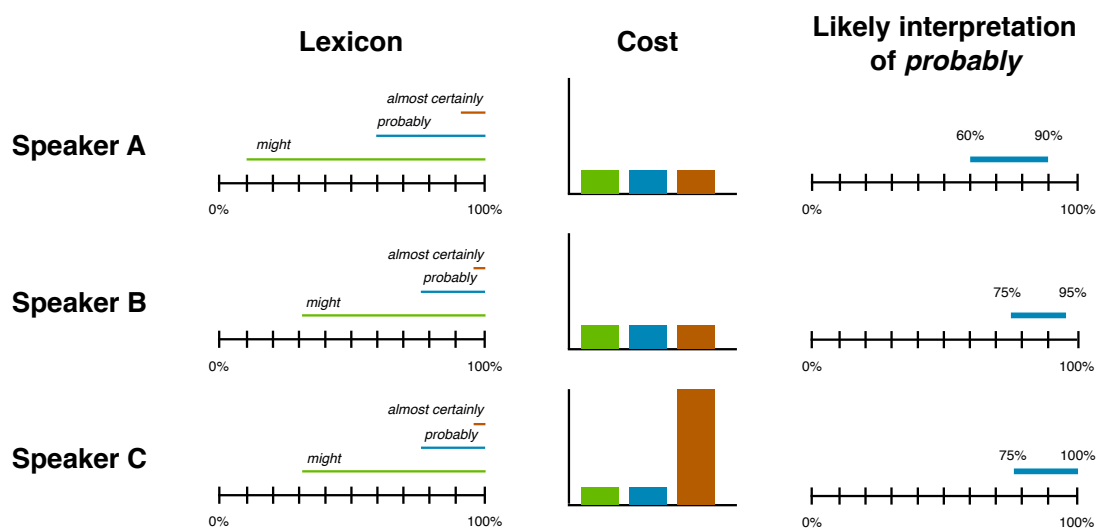 Lexicon
Cost
Likely interpretation
of probably
Speaker A
almost certainly
probably
might
0%
100%
60%
90%
0%
100%
Speaker B
almost certainly
probably
might
0%
100%
75%
95%
0%
100%
Speaker C
almost certainly
probably
might
0%
100%
75%
100%
0%
100%